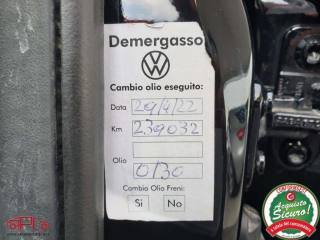 Demergasso
Cambio olio eseguito:
Data 29/4/22
Km 239032
Olio 0/30
Cambio Olio Freni:
Si No
Acquisto
Sicuro!